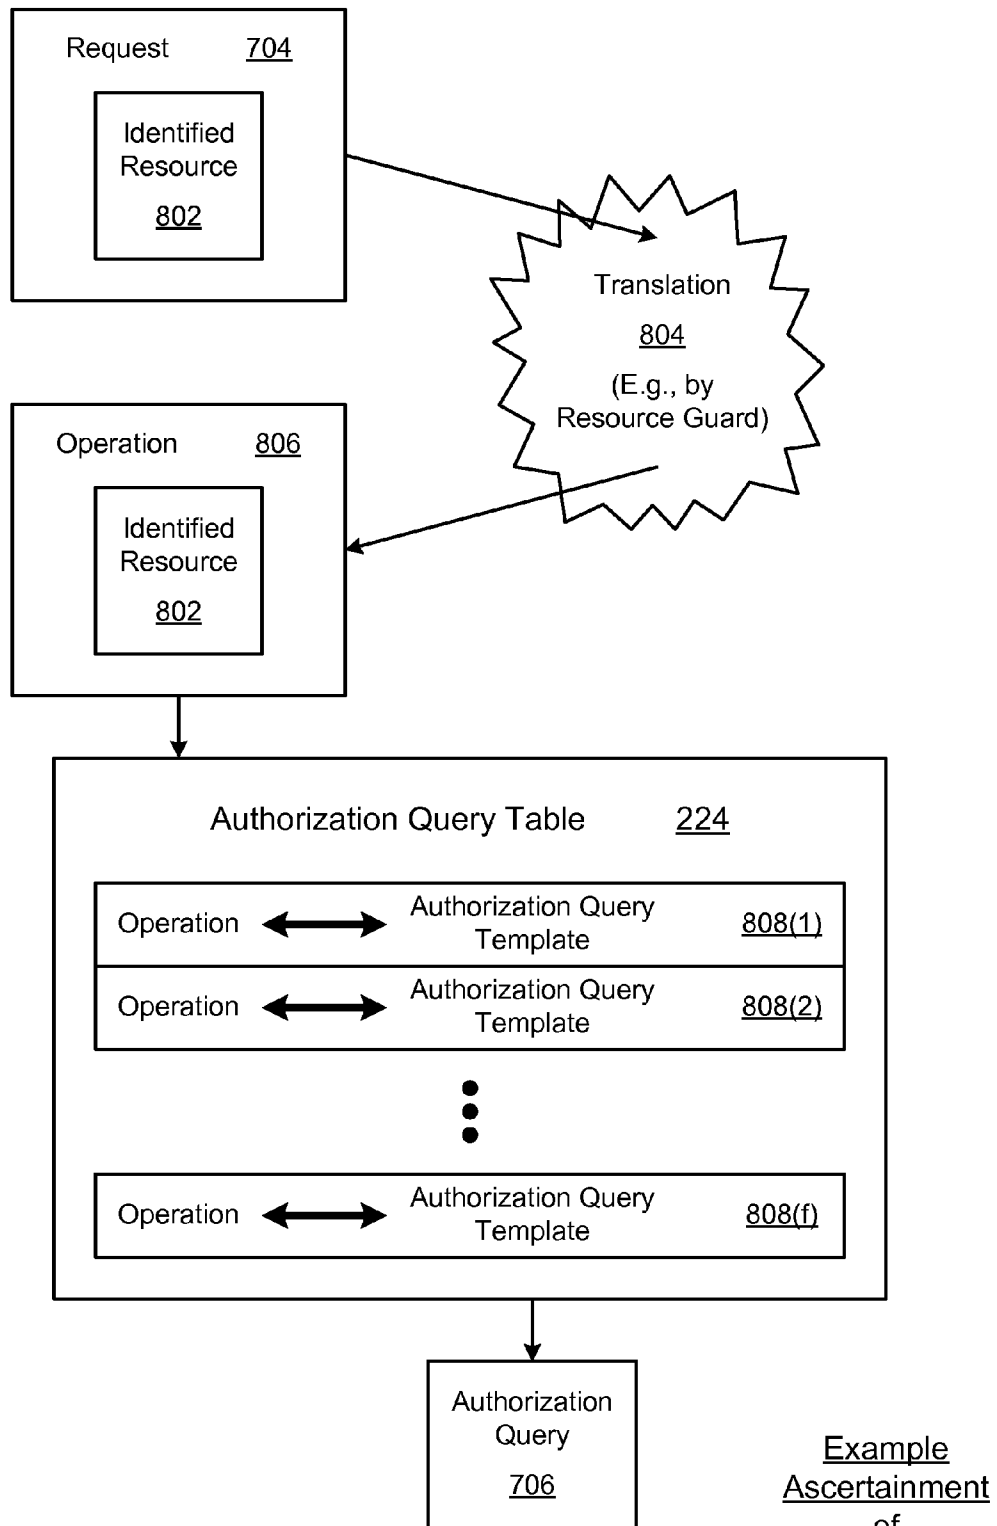 Request 704
Identified
Resource
802
Translation
804
(E.g., by
Resource Guard)
Operation 806
Identified
Resource
802
Authorization Query Table 224
Operation Authorization Query
Template 808(1)
Operation Authorization Query
Template 808(2)
Operation Authorization Query
Template 808(f)
Authorization
Query
706
Example
Ascertainment
of